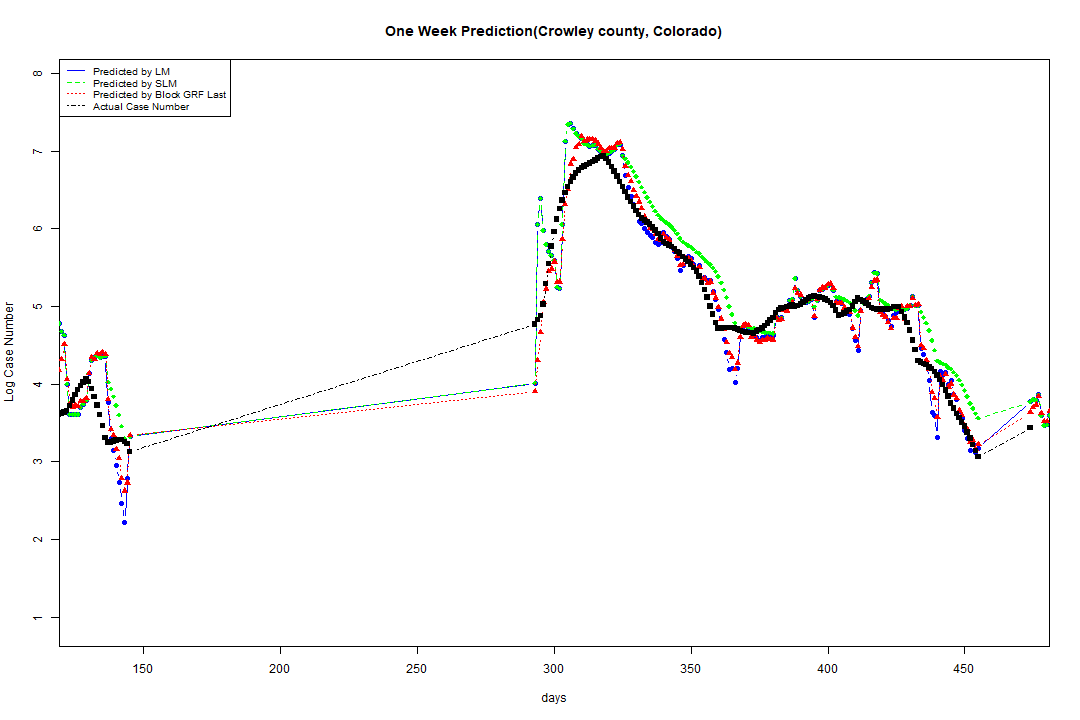 One Week Prediction(Crowley county, Colorado)
Predicted by LM
Predicted by SLM
Predicted by Block GRF Last
Actual Case Number
8
7
6
5
4
3
2
1
Log Case Number
150
200
250
300
350
400
450
days